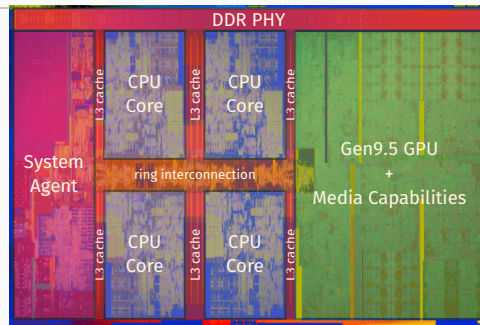 DDR PHY
L3 cache
CPU
Core
L3 cache
CPU
Core
L3 cache
System
Agent
ring interconnection
Gen9.5 GPU
+
Media Capabilities
L3 cache
CPU
Core
L3 cache
CPU
Core
L3 cache